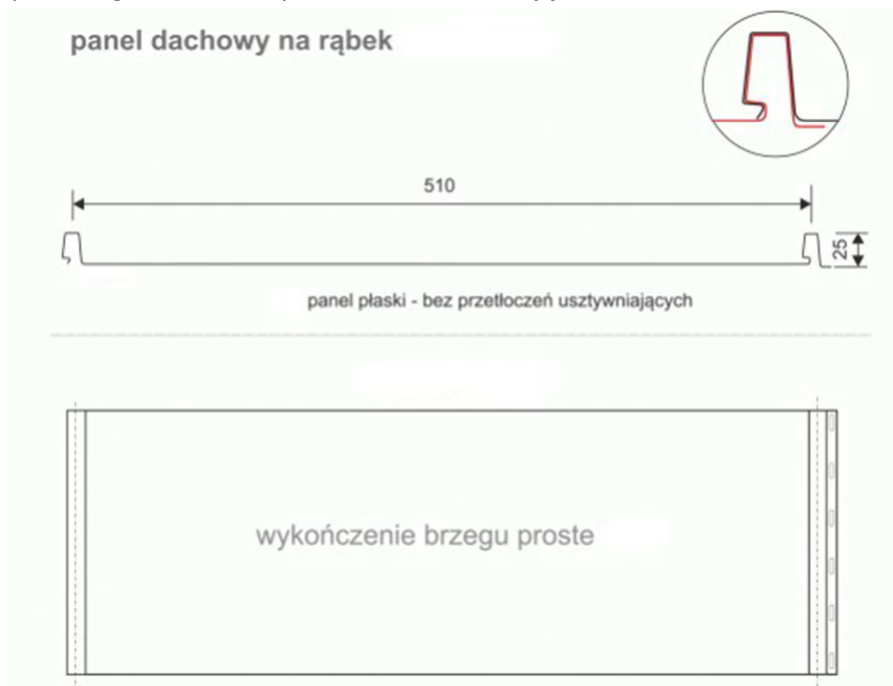 panel dachowy na rąbek
510
25
panel płaski - bez przetłoczeń usztywniających
wykończenie brzegu proste